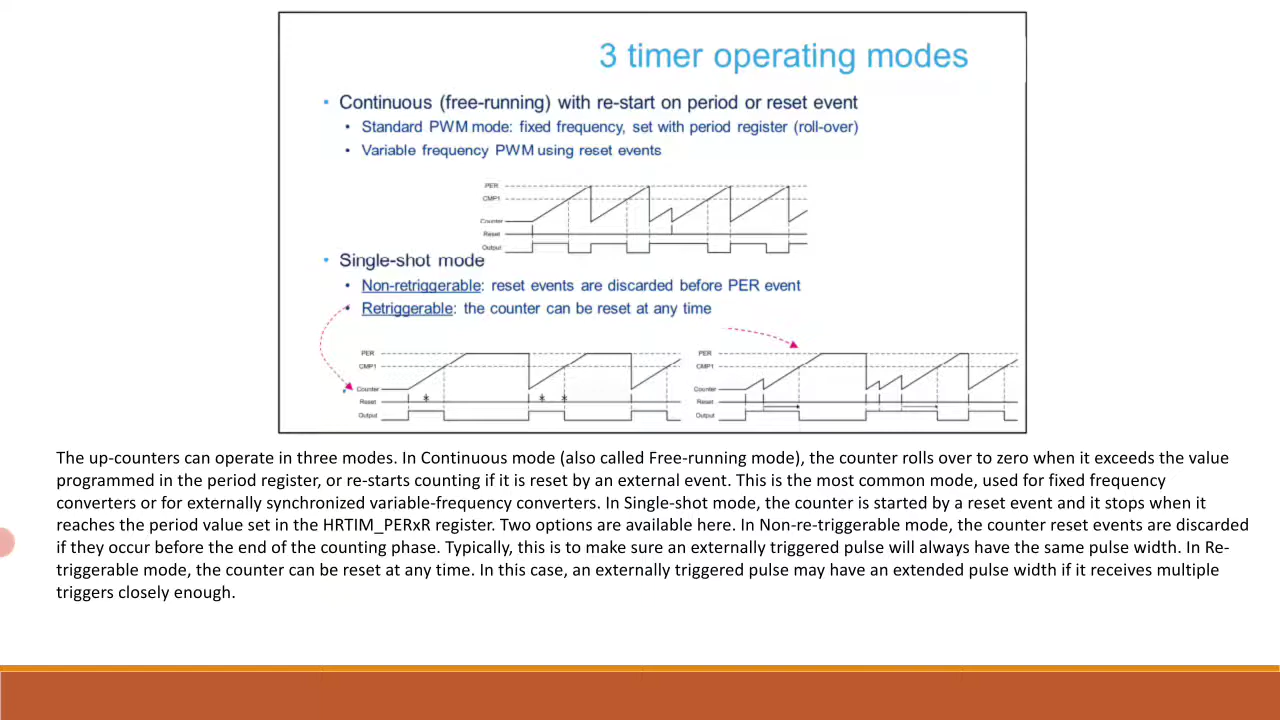 3 timer operating modes
• Continuous (free-running) with re-start on period or reset event
• Standard PWM mode: fixed frequency, set with period register (roll-over)
• Variable frequency PWM using reset events
PER
CMP1
Counter
Reset
Output
• Single-shot mode
• Non-retriggerable: reset events are discarded before PER event
• Retriggerable: the counter can be reset at any time
PER
CMP1
Counter
Reset
Output
PER
CMP1
Counter
Reset
Output
The up-counters can operate in three modes. In Continuous mode (also called Free-running mode), the counter rolls over to zero when it exceeds the value
programmed in the period register, or re-starts counting if it is reset by an external event. This is the most common mode, used for fixed frequency
converters or for externally synchronized variable-frequency converters. In Single-shot mode, the counter is started by a reset event and it stops when it
reaches the period value set in the HRTIM_PERxR register. Two options are available here. In Non-re-triggerable mode, the counter reset events are discarded
if they occur before the end of the counting phase. Typically, this is to make sure an externally triggered pulse will always have the same pulse width. In Re-
triggerable mode, the counter can be reset at any time. In this case, an externally triggered pulse may have an extended pulse width if it receives multiple
triggers closely enough.